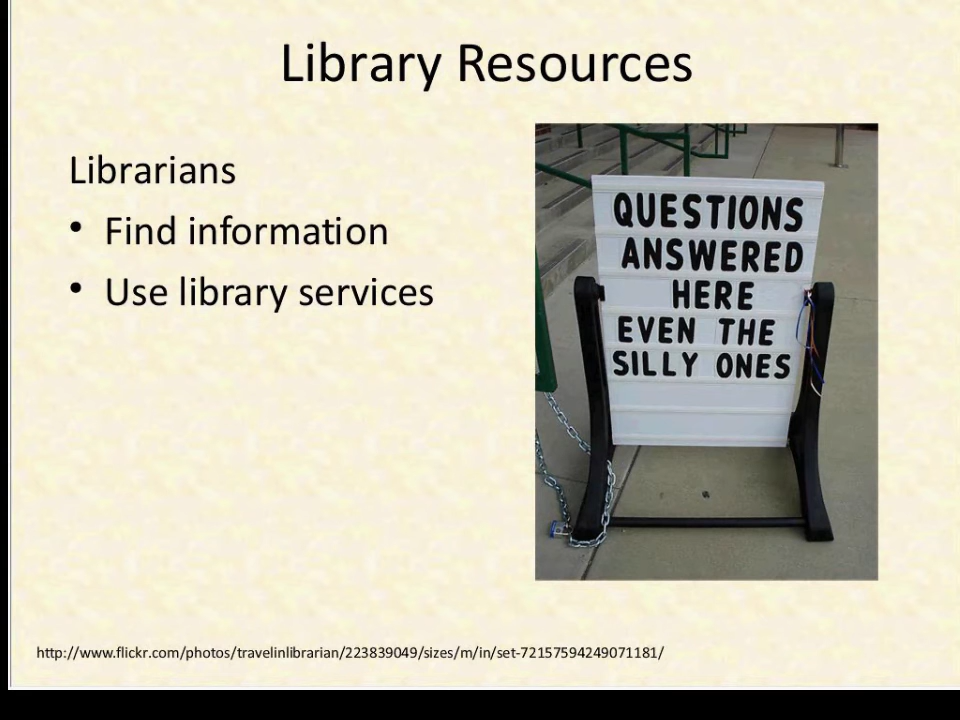 Library Resources
Librarians
• Find information
• Use library services
QUESTIONS
ANSWERED
HERE
EVEN THE
SILLY ONES
http://www.flickr.com/photos/travelinlibrarian/223839049/sizes/m/in/set-72157594249071181/